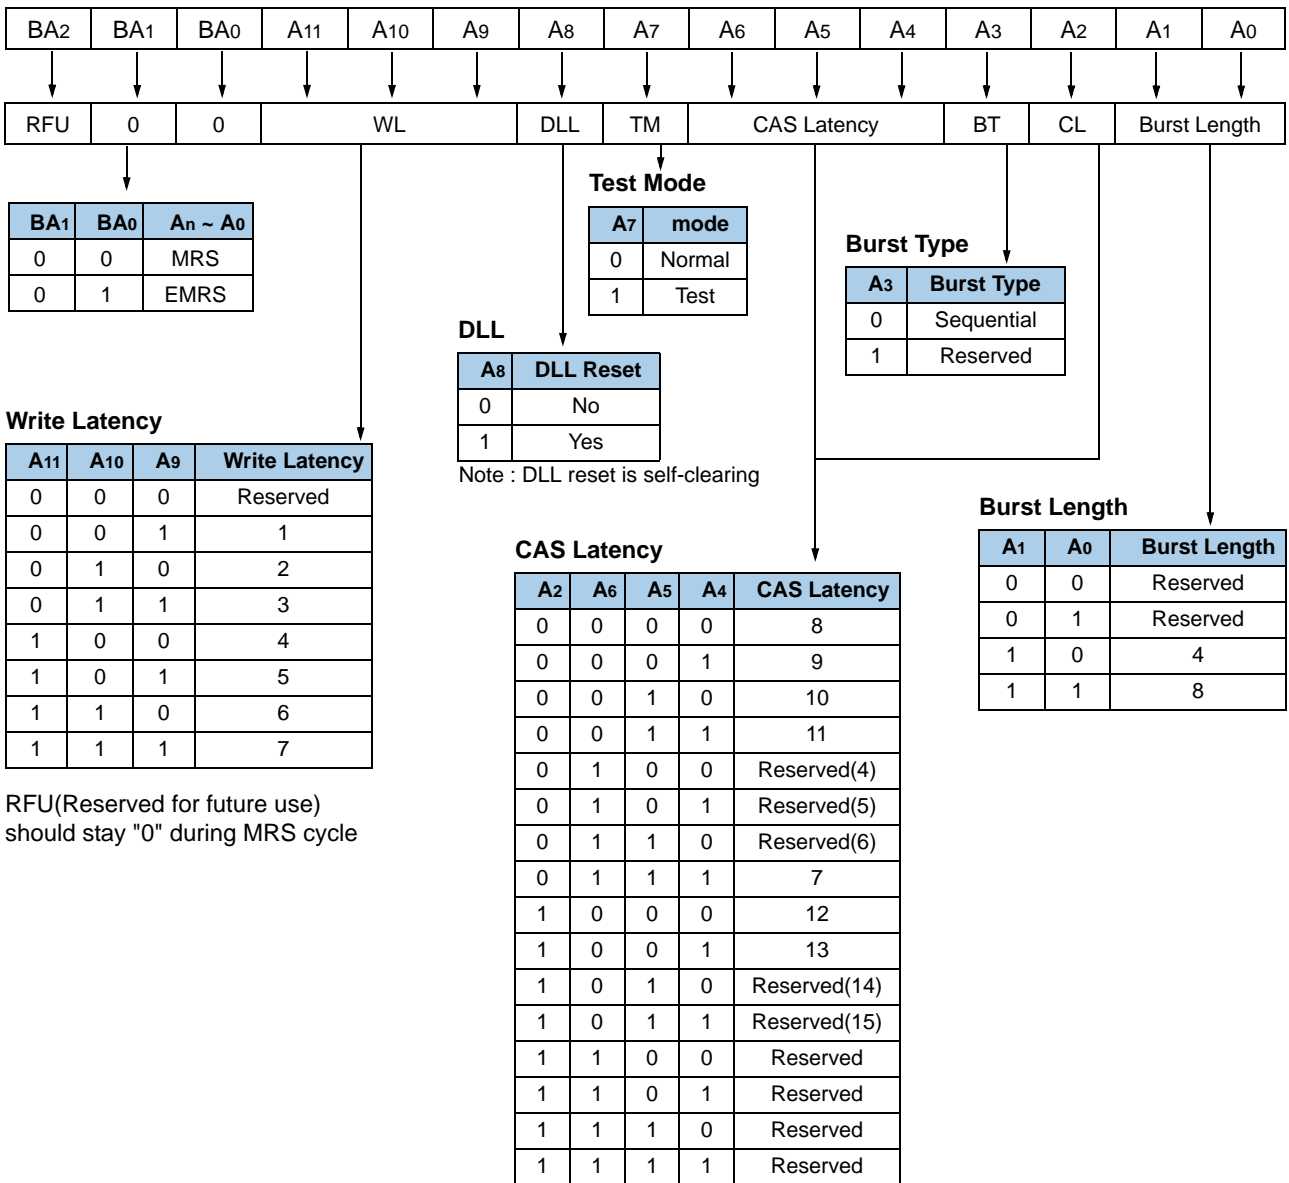 BA2 BA1 BA0 A11 A10 A9 A8 A7 A6 A5 A4 A3 A2 A1 A0
RFU 0 0 WL DLL TM CAS Latency BT CL Burst Length
BA1 BA0 An ~ A0
0 0 MRS
0 1 EMRS
Test Mode
A7 mode
0 Normal
1 Test
Burst Type
A3 Burst Type
0 Sequential
1 Reserved
DLL
A8 DLL Reset
0 No
1 Yes
Note : DLL reset is self-clearing
Write Latency
A11 A10 A9 Write Latency
0 0 0 Reserved
0 0 1 1
0 1 0 2
0 1 1 3
1 0 0 4
1 0 1 5
1 1 0 6
1 1 1 7
RFU(Reserved for future use)
should stay "0" during MRS cycle
CAS Latency
A2 A6 A5 A4 CAS Latency
0 0 0 0 8
0 0 0 1 9
0 0 1 0 10
0 0 1 1 11
0 1 0 0 Reserved(4)
0 1 0 1 Reserved(5)
0 1 1 0 Reserved(6)
0 1 1 1 7
1 0 0 0 12
1 0 0 1 13
1 0 1 0 Reserved(14)
1 0 1 1 Reserved(15)
1 1 0 0 Reserved
1 1 0 1 Reserved
1 1 1 0 Reserved
1 1 1 1 Reserved
Burst Length
A1 A0 Burst Length
0 0 Reserved
0 1 Reserved
1 0 4
1 1 8